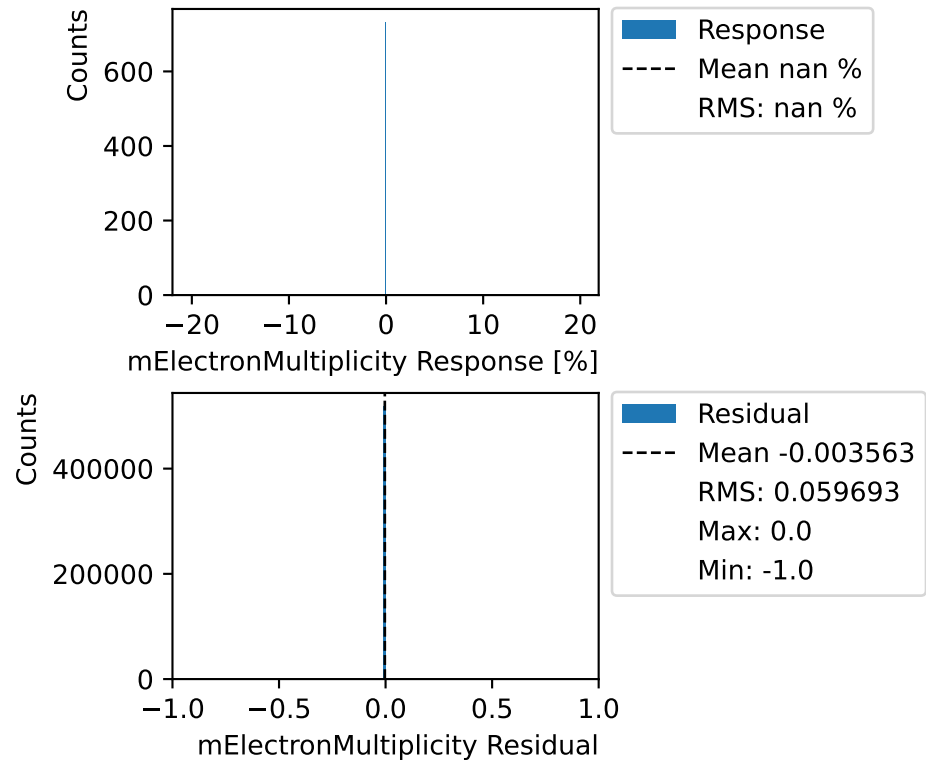 Counts
600
400
200
0
−20 −10 0 10 20
mElectronMultiplicity Response [%]
Response
Mean nan %
RMS: nan %
Counts
400000
200000
0
−1.0 −0.5 0.0 0.5 1.0
mElectronMultiplicity Residual
Residual
Mean -0.003563
RMS: 0.059693
Max: 0.0
Min: -1.0